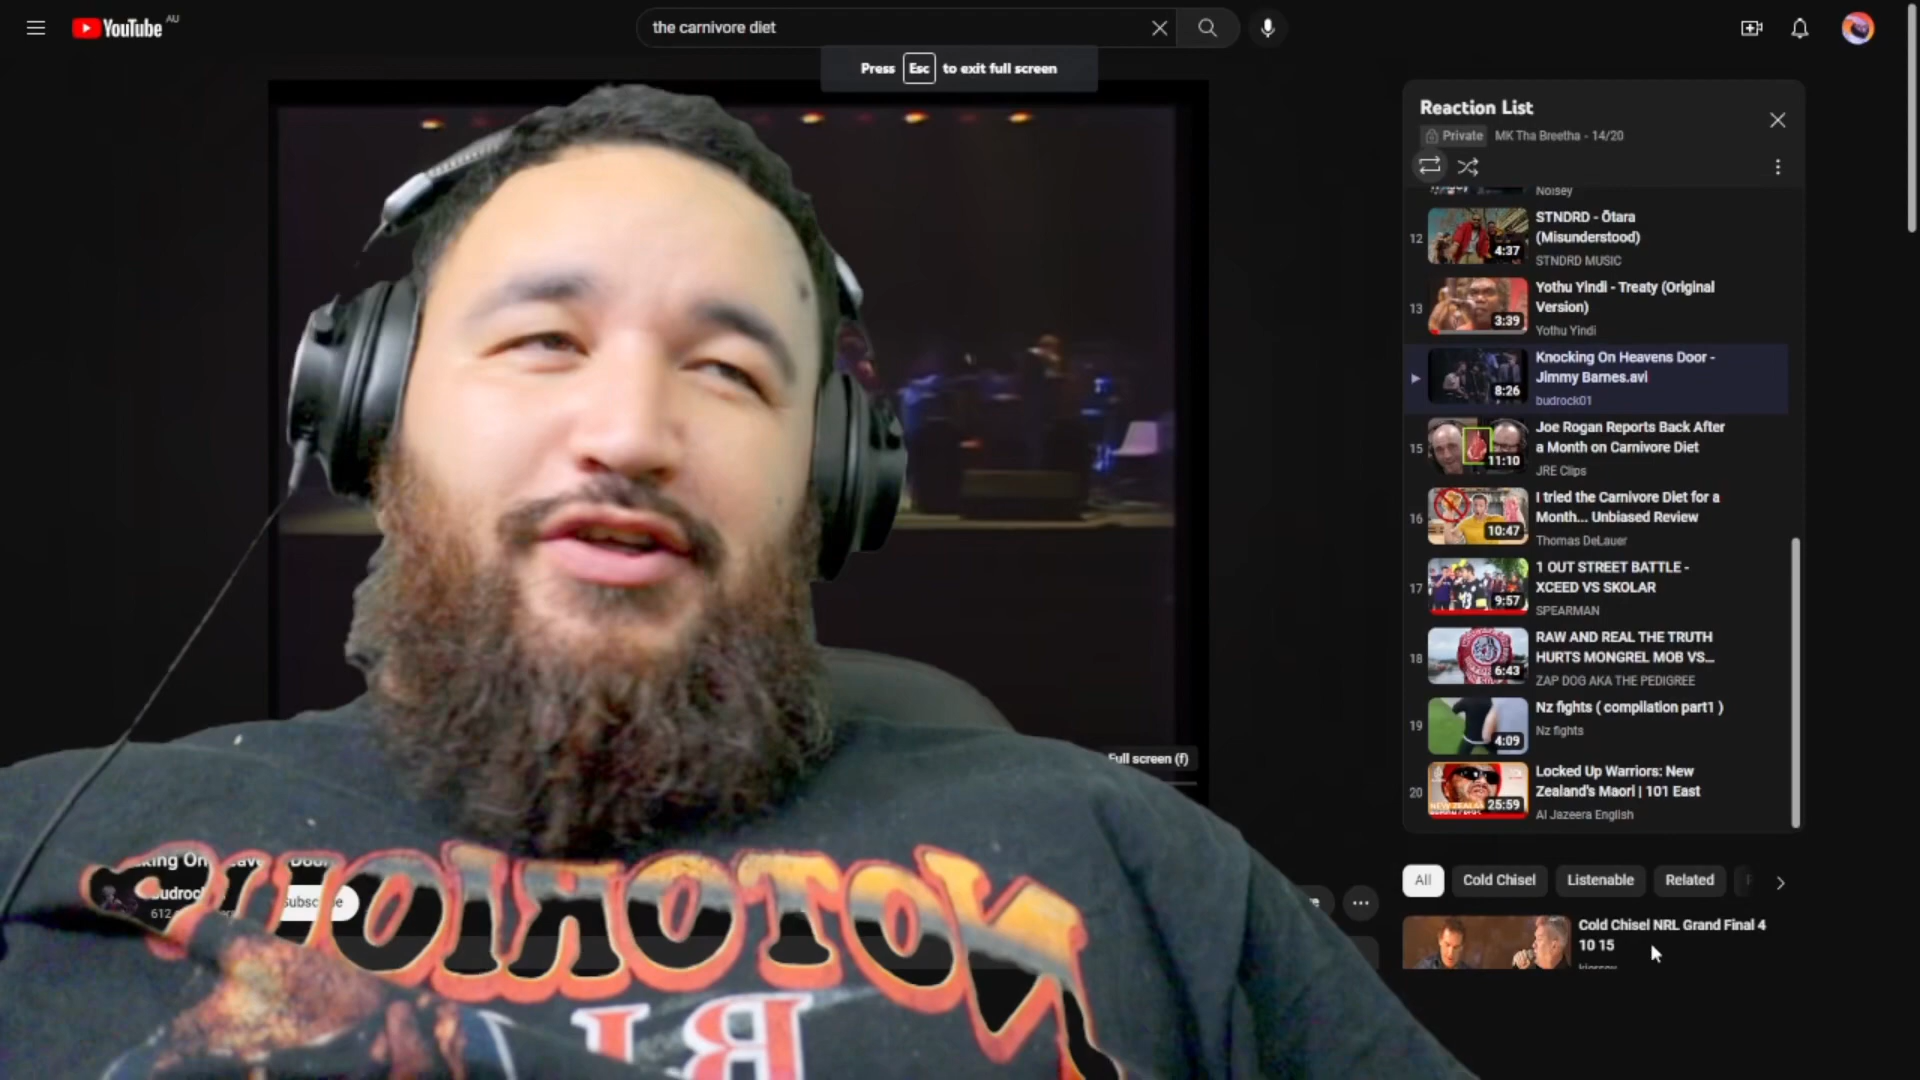 YouTube AU
the carnivore diet
Press Esc to exit full screen
Reaction List
Private MK Tha Breetha - 14/20
Noisey
12
4:37
STNDRD - Ōtara
(Misunderstood)
STNDRD MUSIC
13
3:39
Yothu Yindi - Treaty (Original
Version)
Yothu Yindi
8:26
Knocking On Heavens Door -
Jimmy Barnes.avi
budrock01
15
11:10
Joe Rogan Reports Back After
a Month on Carnivore Diet
JRE Clips
16
10:47
I tried the Carnivore Diet for a
Month... Unbiased Review
Thomas DeLauer
17
9:57
1 OUT STREET BATTLE -
XCEED VS SKOLAR
SPEARMAN
18
6:43
RAW AND REAL THE TRUTH
HURTS MONGREL MOB VS...
ZAP DOG AKA THE PEDIGREE
19
4:09
Nz fights ( compilation part1 )
Nz fights
20
25:59
Locked Up Warriors: New
Zealand's Maori | 101 East
Al Jazeera English
Full screen (f)
All Cold Chisel Listenable Related
Cold Chisel NRL Grand Final 4
10 15
king On
612
NOTORIOUS